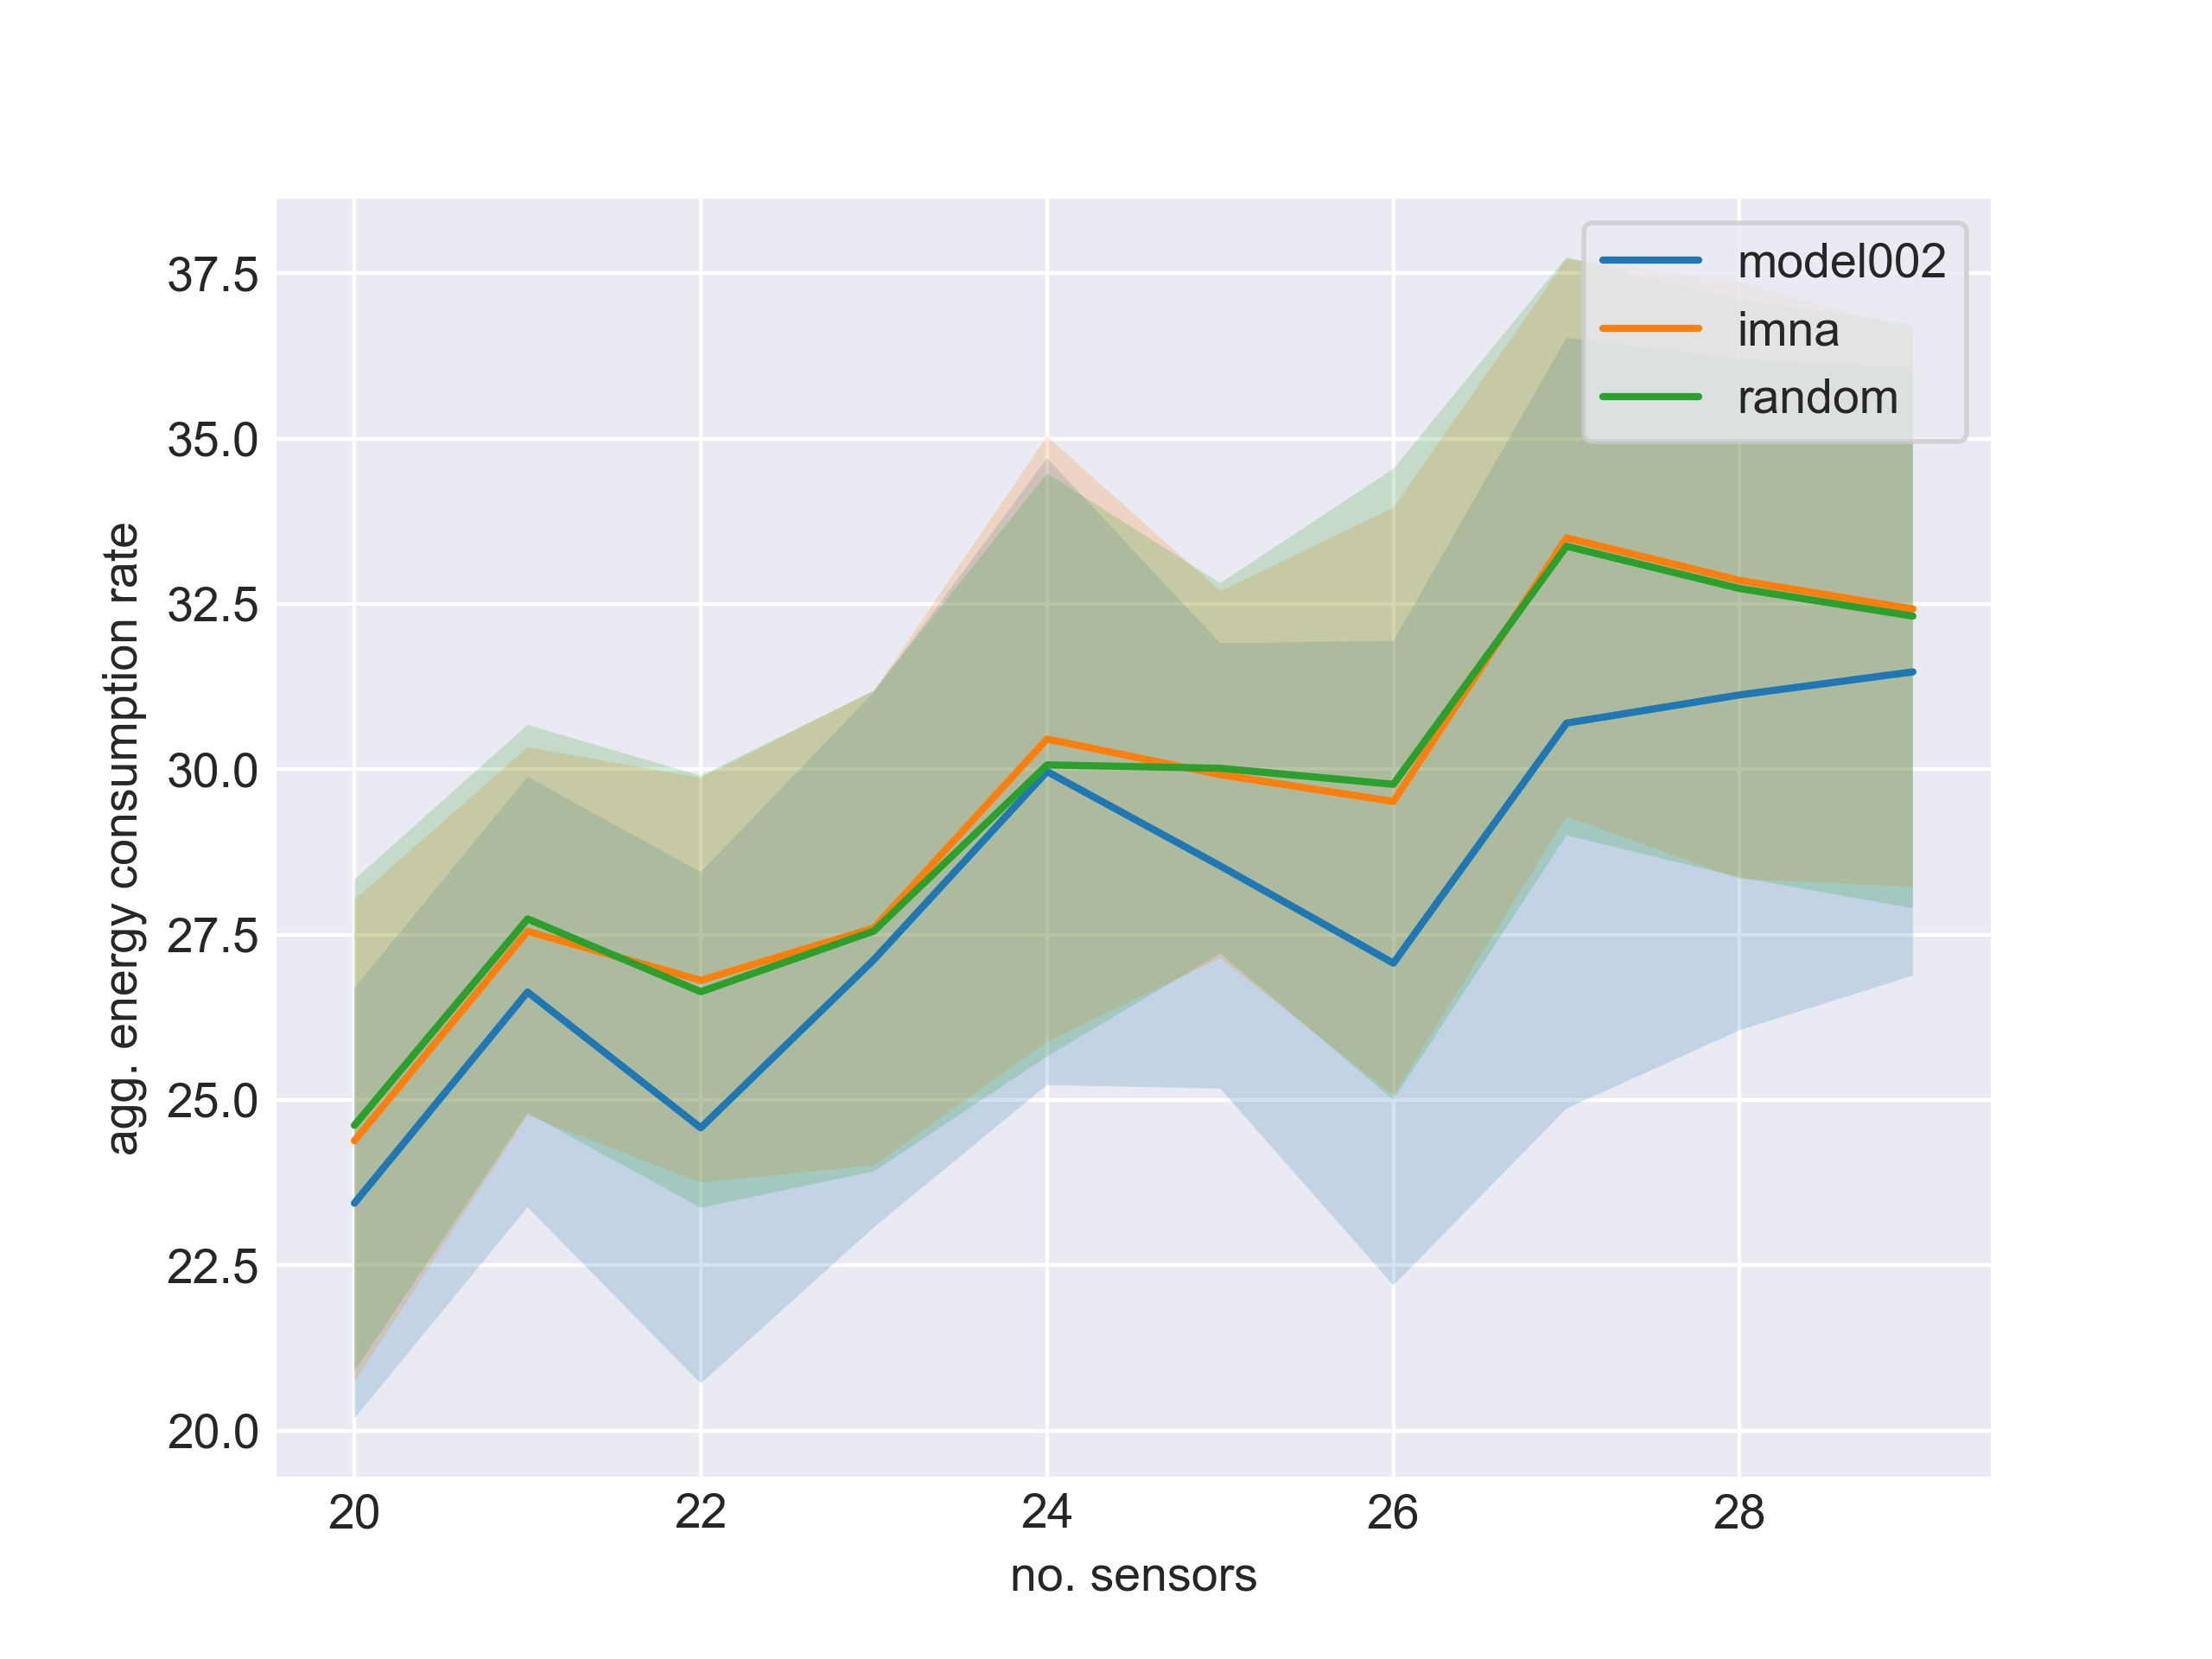 model002
imna
random
37.5
35.0
32.5
30.0
27.5
25.0
22.5
20.0
agg. energy consumption rate
20 22 24 26 28
no. sensors